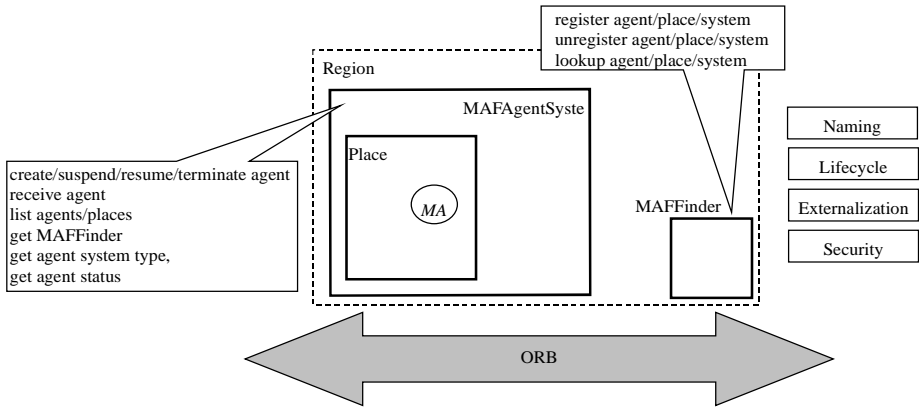 register agent/place/system
unregister agent/place/system
lookup agent/place/system
Region
MAFAgentSyste
Place
MA
create/suspend/resume/terminate agent
receive agent
list agents/places
get MAFFinder
get agent system type,
get agent status
MAFFinder
Naming
Lifecycle
Externalization
Security
ORB